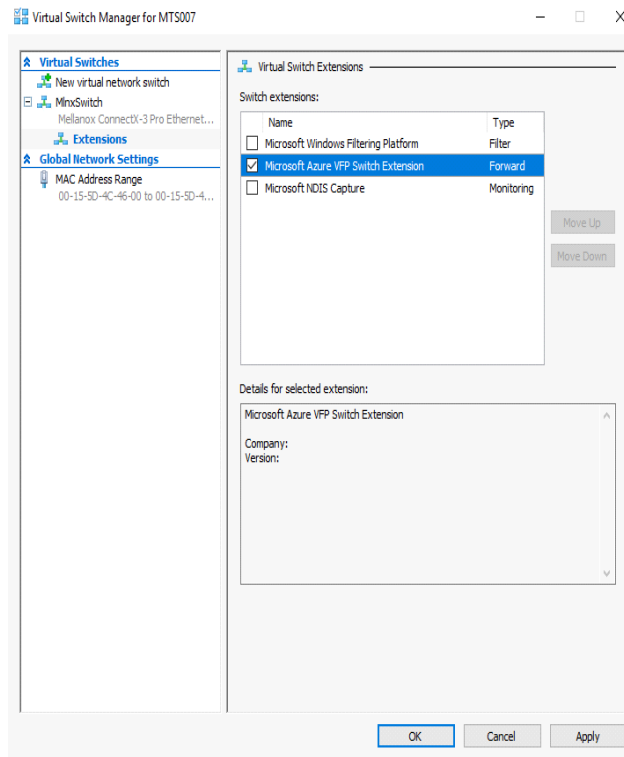 Virtual Switch Manager for MTS007
Virtual Switches
New virtual network switch
MlnxSwitch
Mellanox ConnectX-3 Pro Ethernet...
Extensions
Global Network Settings
MAC Address Range
00-15-5D-4C-46-00 to 00-15-5D-4...
Virtual Switch Extensions
Switch extensions:
Name Type
Microsoft Windows Filtering Platform Filter
Microsoft Azure VFP Switch Extension Forward
Microsoft NDIS Capture Monitoring
Move Up
Move Down
Details for selected extension:
Microsoft Azure VFP Switch Extension
Company:
Version:
OK Cancel Apply